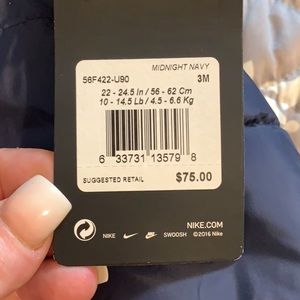 MIDNIGHT NAVY
56F422-U90 3M
22 - 24.5 in / 56 - 62 Cm
10 - 14.5 Lb / 4.5 - 6.6 Kg
6 33731 13579 8
SUGGESTED RETAIL $75.00
NIKE.COM
NIKE SWOOSH ©2016 Nike